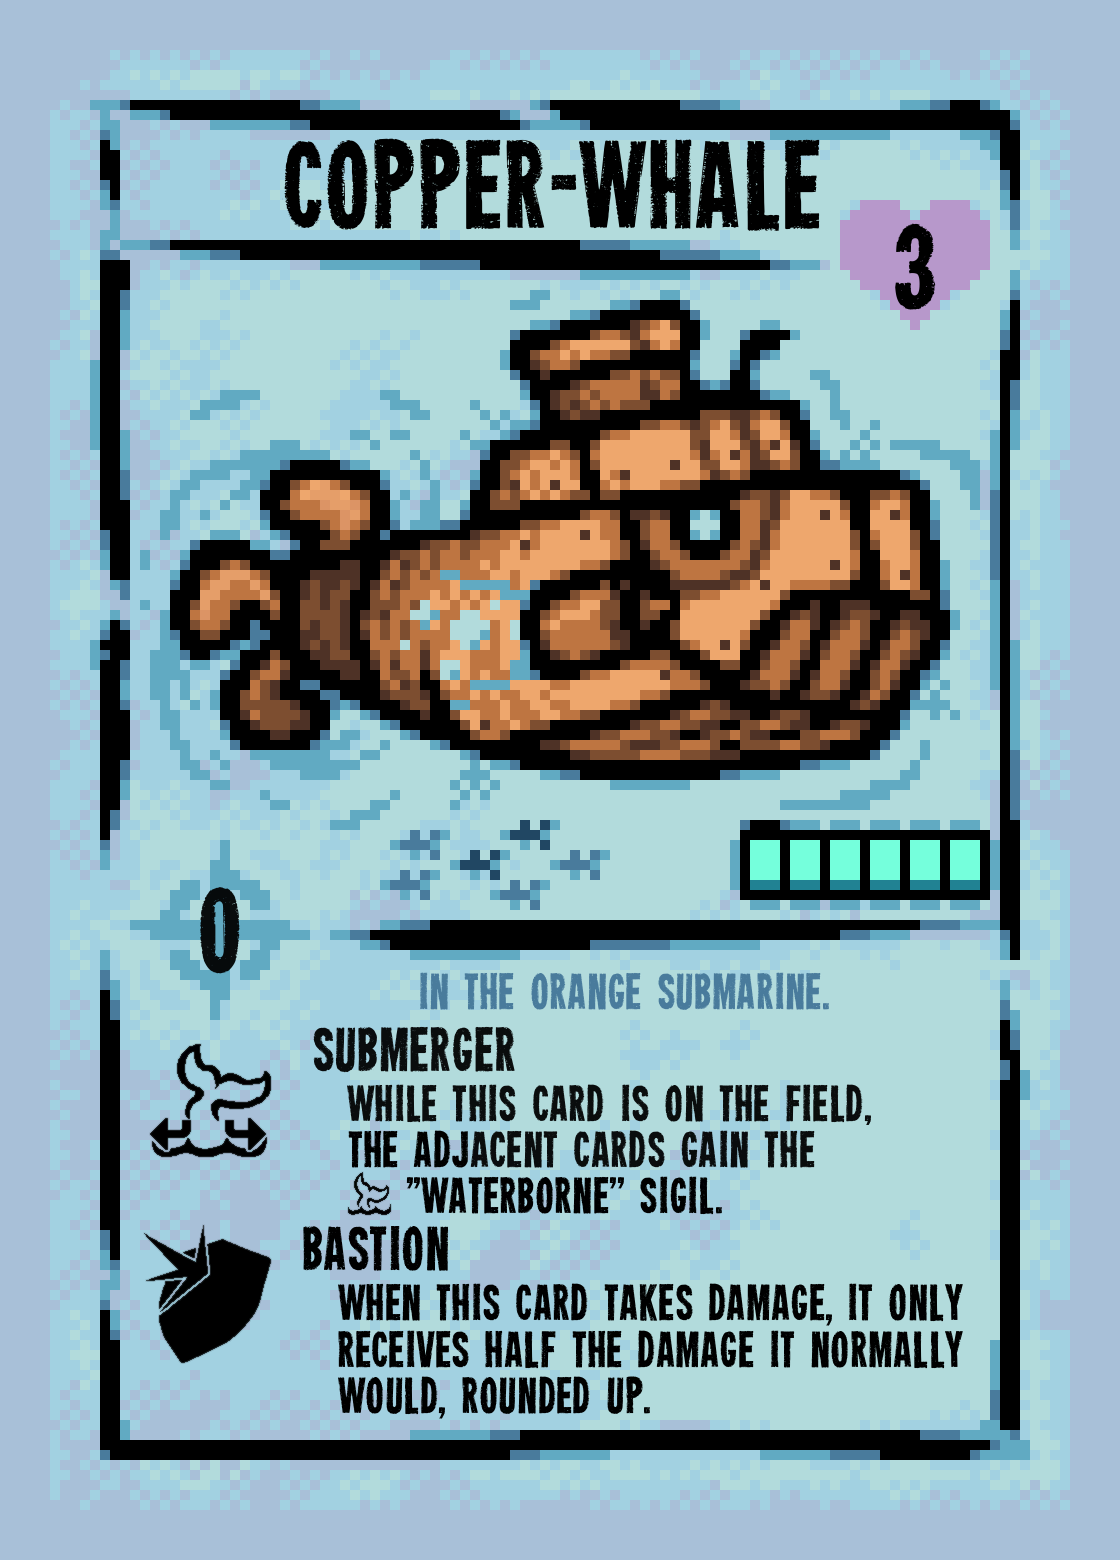 COPPER-WHALE
3
0
IN THE ORANGE SUBMARINE.
SUBMERGER
WHILE THIS CARD IS ON THE FIELD,
THE ADJACENT CARDS GAIN THE
"WATERBORNE" SIGIL.
BASTION
WHEN THIS CARD TAKES DAMAGE, IT ONLY
RECEIVES HALF THE DAMAGE IT NORMALLY
WOULD, ROUNDED UP.